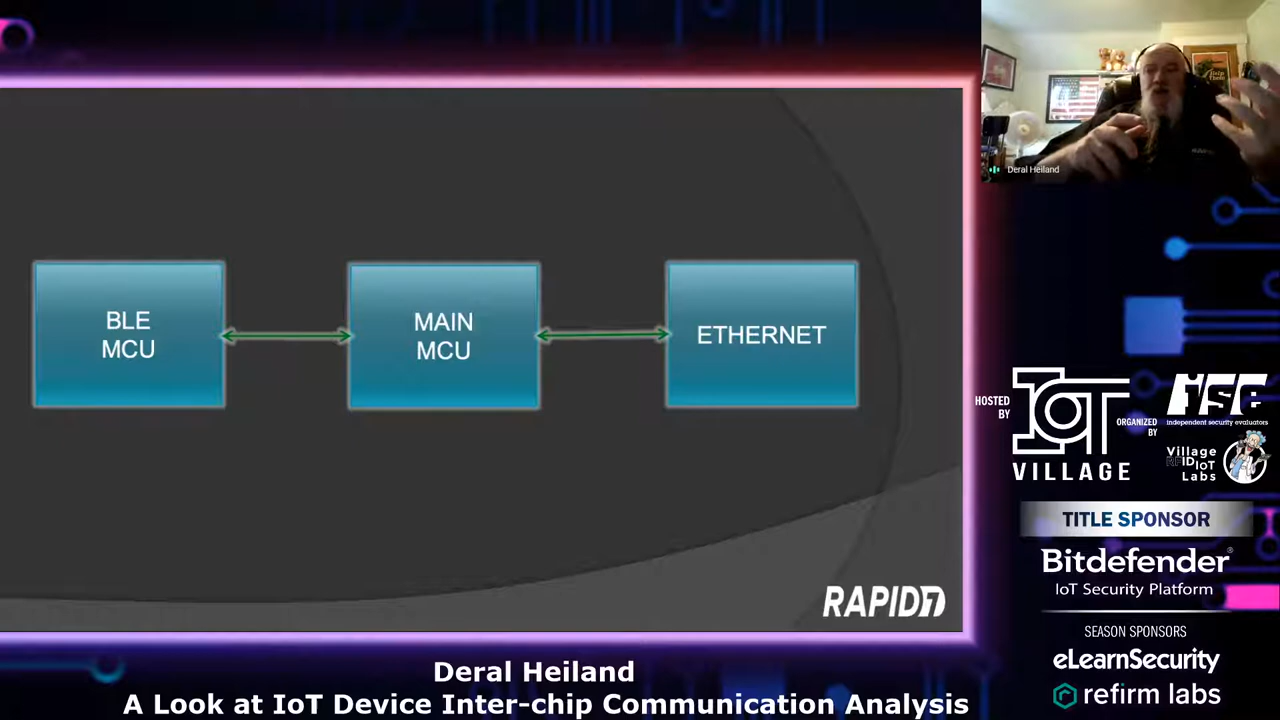 Deral Heiland
BLE
MCU
MAIN
MCU
ETHERNET
RAPID7
HOSTED
BY
IOT
VILLAGE
ORGANIZED
BY
ISE
independent security evaluators
Village
RFID IoT
Labs
TITLE SPONSOR
Bitdefender®
IoT Security Platform
SEASON SPONSORS
eLearnSecurity
refirm labs
Deral Heiland
A Look at IoT Device Inter-chip Communication Analysis